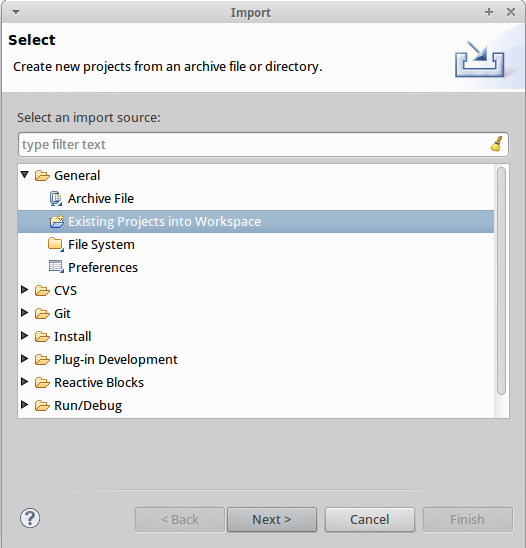 Import
Select
Create new projects from an archive file or directory.
Select an import source:
type filter text
General
Archive File
Existing Projects into Workspace
File System
Preferences
CVS
Git
Install
Plug-in Development
Reactive Blocks
Run/Debug
?
< Back
Next >
Cancel
Finish